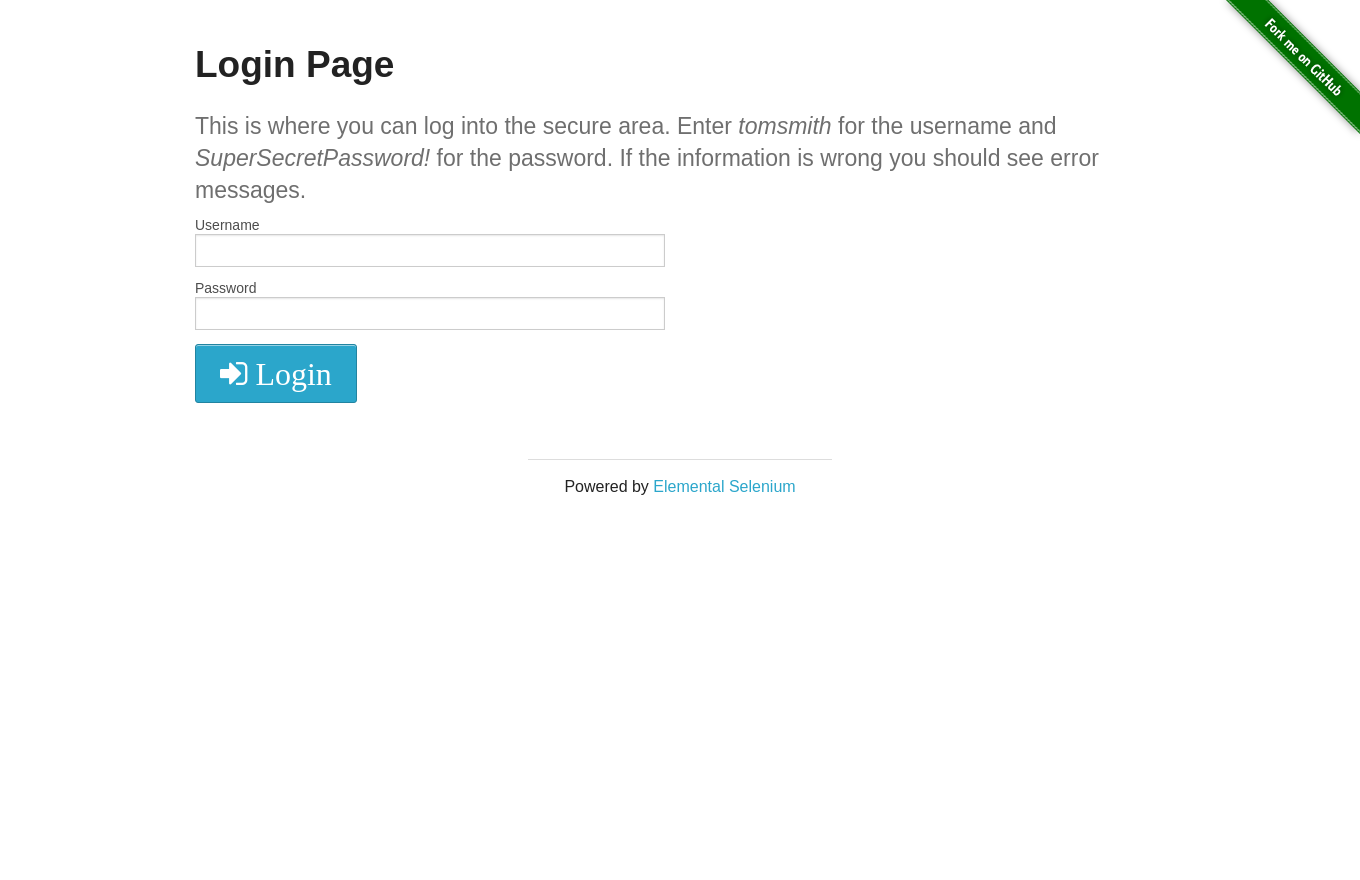 Fork me on GitHub
Login Page
This is where you can log into the secure area. Enter tomsmith for the username and
SuperSecretPassword! for the password. If the information is wrong you should see error
messages.
Username
Password
Login
Powered by Elemental Selenium